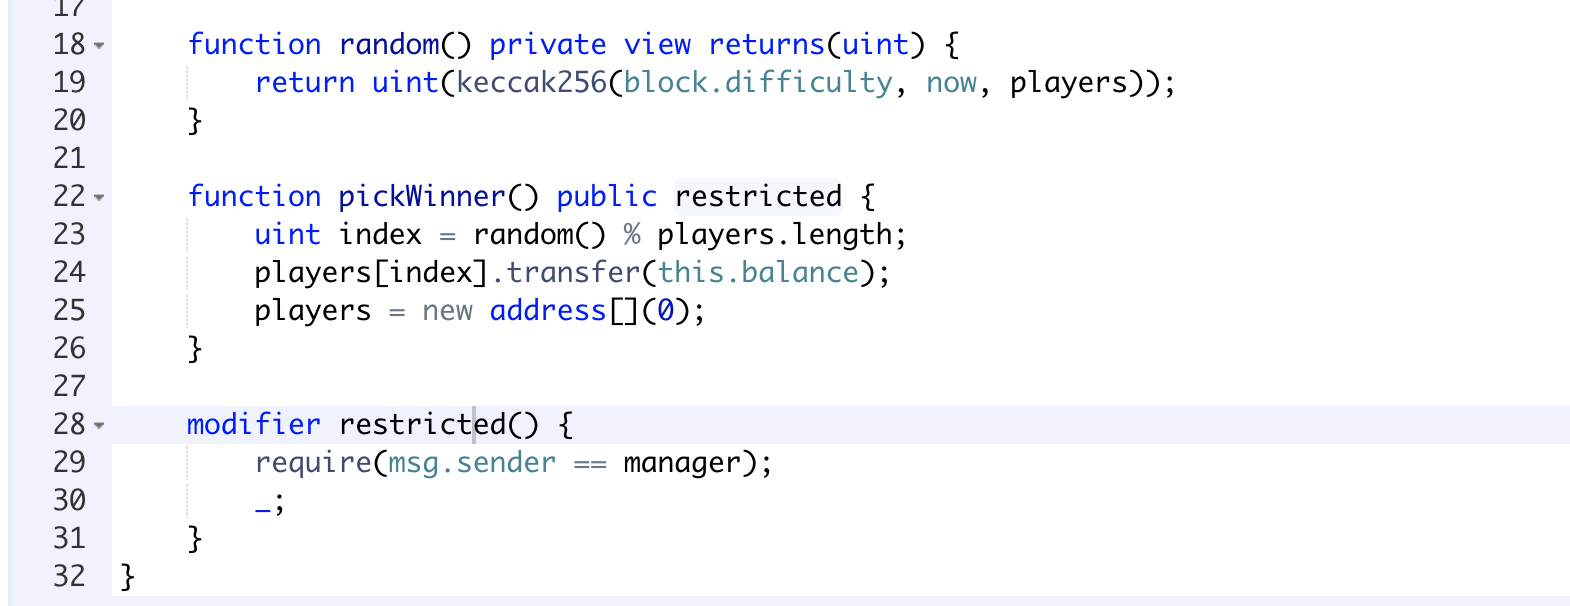 17
18 function random() private view returns(uint) {
19 return uint(keccak256(block.difficulty, now, players));
20 }
21
22 function pickWinner() public restricted {
23 uint index = random() % players.length;
24 players[index].transfer(this.balance);
25 players = new address[](0);
26 }
27
28 modifier restricted() {
29 require(msg.sender == manager);
30 _;
31 }
32 }